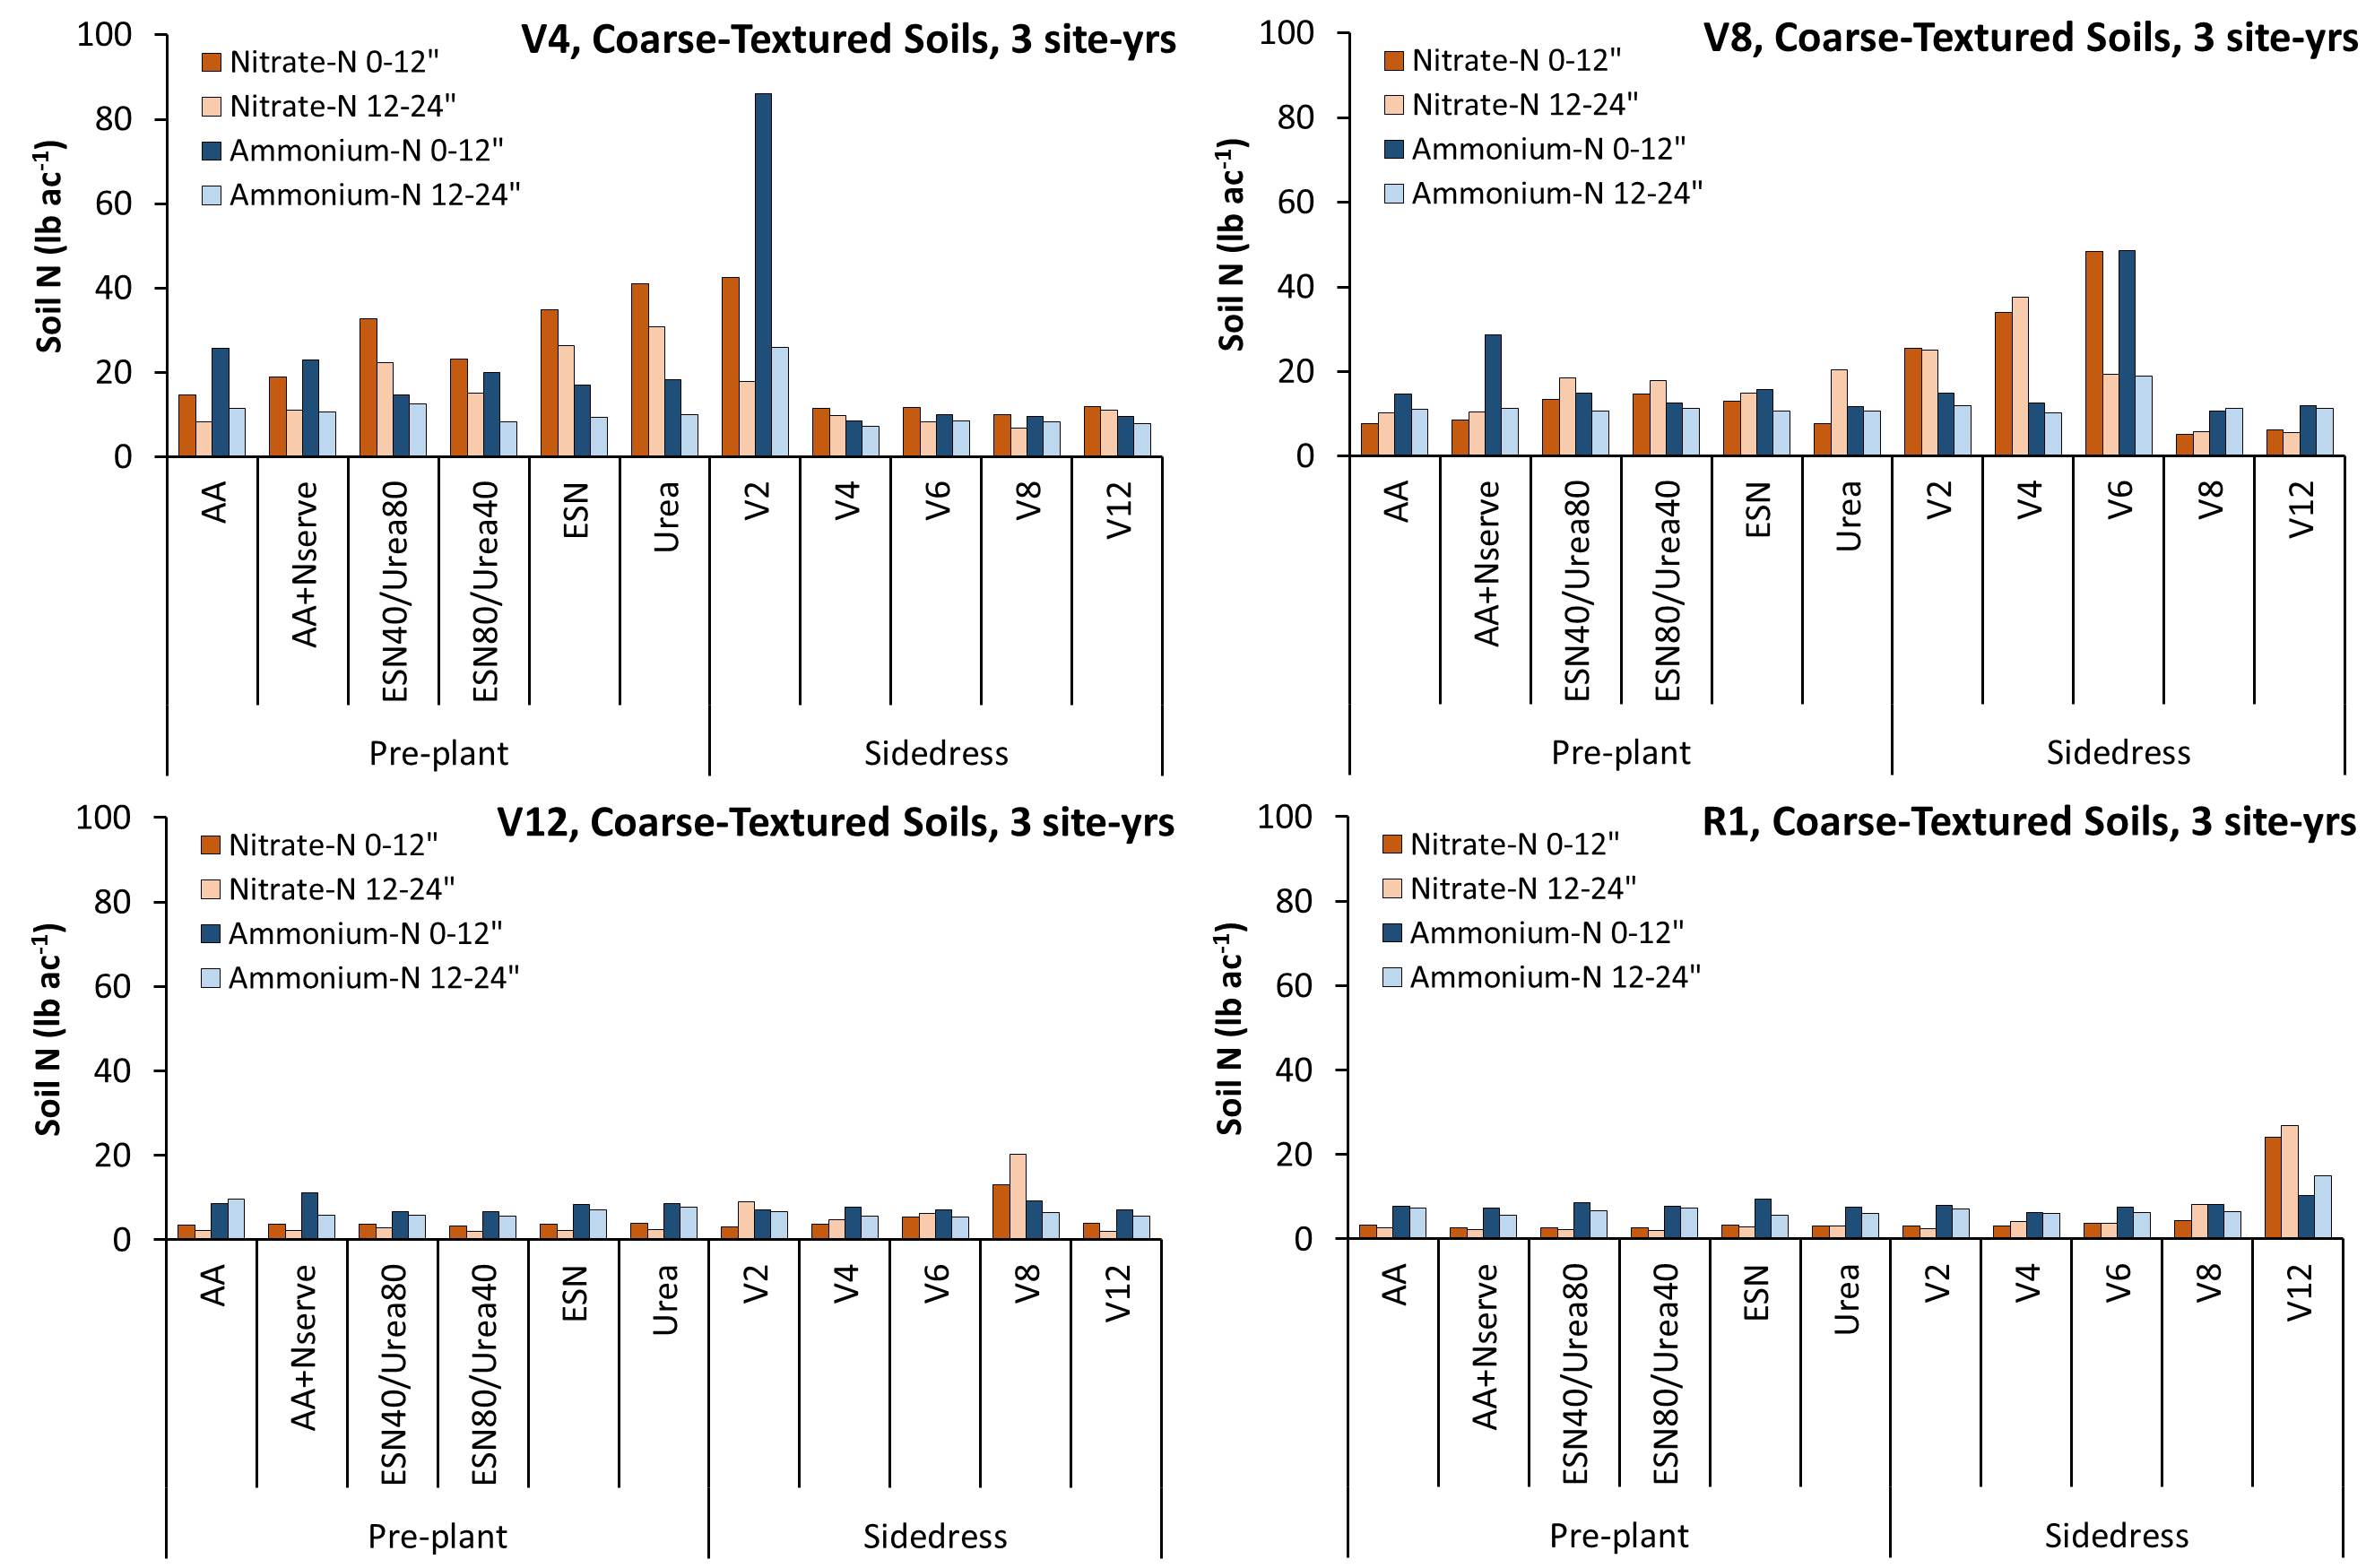 V4, Coarse-Textured Soils, 3 site-yrs
Nitrate-N 0-12"
Nitrate-N 12-24"
Ammonium-N 0-12"
Ammonium-N 12-24"
Soil N (lb ac-1)
100
80
60
40
20
0
AA
AA+Nserve
ESN40/Urea80
ESN80/Urea40
ESN
Urea
V2
V4
V6
V8
V12
Pre-plant
Sidedress
V8, Coarse-Textured Soils, 3 site-yrs
Nitrate-N 0-12"
Nitrate-N 12-24"
Ammonium-N 0-12"
Ammonium-N 12-24"
Soil N (lb ac-1)
100
80
60
40
20
0
AA
AA+Nserve
ESN40/Urea80
ESN80/Urea40
ESN
Urea
V2
V4
V6
V8
V12
Pre-plant
Sidedress
V12, Coarse-Textured Soils, 3 site-yrs
Nitrate-N 0-12"
Nitrate-N 12-24"
Ammonium-N 0-12"
Ammonium-N 12-24"
Soil N (lb ac-1)
100
80
60
40
20
0
AA
AA+Nserve
ESN40/Urea80
ESN80/Urea40
ESN
Urea
V2
V4
V6
V8
V12
Pre-plant
Sidedress
R1, Coarse-Textured Soils, 3 site-yrs
Nitrate-N 0-12"
Nitrate-N 12-24"
Ammonium-N 0-12"
Ammonium-N 12-24"
Soil N (lb ac-1)
100
80
60
40
20
0
AA
AA+Nserve
ESN40/Urea80
ESN80/Urea40
ESN
Urea
V2
V4
V6
V8
V12
Pre-plant
Sidedress